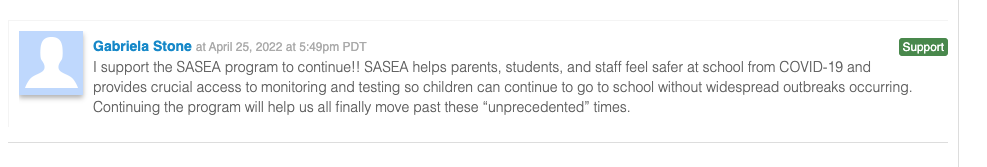 Gabriela Stone at April 25, 2022 at 5:49pm PDT Support
I support the SASEA program to continue!! SASEA helps parents, students, and staff feel safer at school from COVID-19 and
provides crucial access to monitoring and testing so children can continue to go to school without widespread outbreaks occurring.
Continuing the program will help us all finally move past these “unprecedented” times.